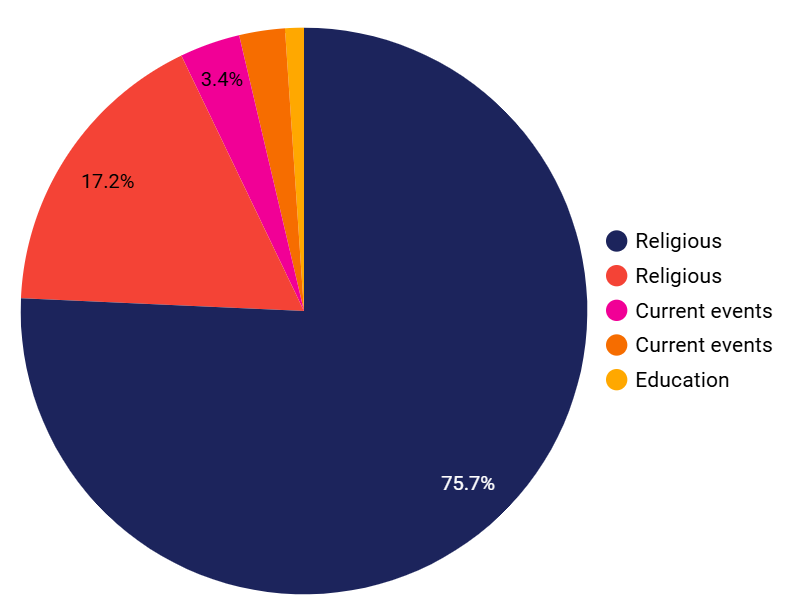 3.4%
17.2%
75.7%
Religious
Religious
Current events
Current events
Education